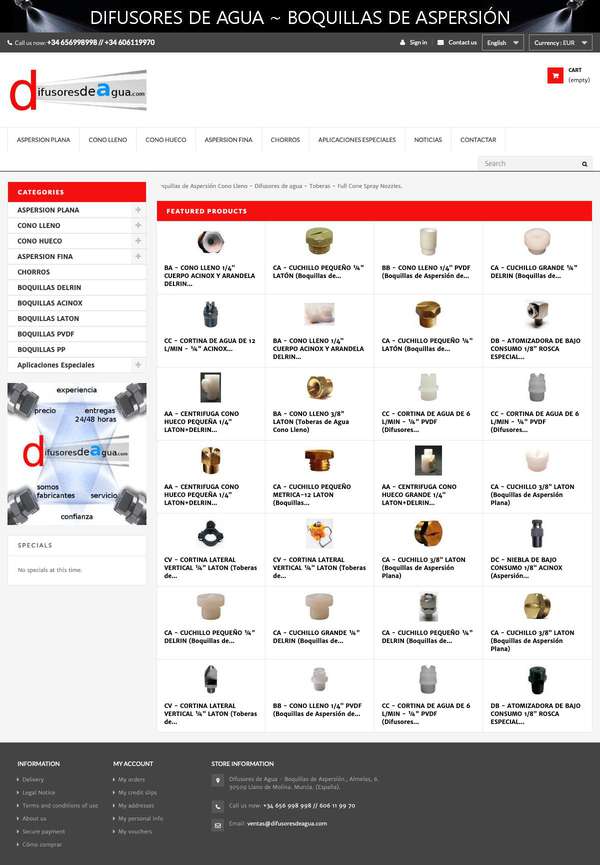 DIFUSORES DE AGUA ~ BOQUILLAS DE ASPERSIÓN
Call us now: +34 656998998 // +34 606119970
Sign in
Contact us
English
Currency : EUR
difusoresdeAgua.com
CART
(empty)
ASPERSION PLANA
CONO LLENO
CONO HUECO
ASPERSION FINA
CHORROS
APLICACIONES ESPECIALES
NOTICIAS
CONTACTAR
Search
CATEGORIES
ASPERSION PLANA
CONO LLENO
CONO HUECO
ASPERSION FINA
CHORROS
BOQUILLAS DELRIN
BOQUILLAS ACINOX
BOQUILLAS LATON
BOQUILLAS PVDF
BOQUILLAS PP
Aplicaciones Especiales
experiencia
precio
entregas
24/48 horas
difusoresdeagua.com
somos
fabricantes
servicio
confianza
SPECIALS
No specials at this time.
quillas de Aspersión Cono Lleno - Difusores de agua - Toberas - Full Cone Spray Nozzles.
FEATURED PRODUCTS
BA - CONO LLENO 1/4"
CUERPO ACINOX Y ARANDELA
DELRIN...
CA - CUCHILLO PEQUEÑO ¼"
LATÓN (Boquillas de...
BB - CONO LLENO 1/4" PVDF
(Boquillas de Aspersión de...
CA - CUCHILLO GRANDE ¼"
DELRIN (Boquillas de...
CC - CORTINA DE AGUA DE 12
L/MIN - ¼" ACINOX...
BA - CONO LLENO 1/4"
CUERPO ACINOX Y ARANDELA
DELRIN...
CA - CUCHILLO PEQUEÑO ¼"
LATÓN (Boquillas de...
DB - ATOMIZADORA DE BAJO
CONSUMO 1/8" ROSCA
ESPECIAL...
AA - CENTRIFUGA CONO
HUECO PEQUEÑA 1/4"
LATON+DELRIN...
BA - CONO LLENO 3/8"
LATON (Toberas de Agua
Cono Lleno)
CC - CORTINA DE AGUA DE 6
L/MIN - ¼" PVDF
(Difusores...
CC - CORTINA DE AGUA DE 6
L/MIN - ¼" PVDF
(Difusores...
AA - CENTRIFUGA CONO
HUECO PEQUEÑA 1/4"
LATON+DELRIN...
CA - CUCHILLO PEQUEÑO
METRICA-12 LATON
(Boquillas...
AA - CENTRIFUGA CONO
HUECO GRANDE 1/4"
LATON+DELRIN...
CA - CUCHILLO 3/8" LATON
(Boquillas de Aspersión
Plana)
CV - CORTINA LATERAL
VERTICAL ¼" LATON (Toberas
de...
CV - CORTINA LATERAL
VERTICAL ¼" LATON (Toberas
de...
CA - CUCHILLO 3/8" LATON
(Boquillas de Aspersión
Plana)
DC - NIEBLA DE BAJO
CONSUMO 1/8" ACINOX
(Aspersión...
CA - CUCHILLO PEQUEÑO ¼"
DELRIN (Boquillas de...
CA - CUCHILLO GRANDE ¼"
DELRIN (Boquillas de...
CA - CUCHILLO PEQUEÑO ¼"
DELRIN (Boquillas de...
CA - CUCHILLO 3/8" LATON
(Boquillas de Aspersión
Plana)
CV - CORTINA LATERAL
VERTICAL ¼" LATON (Toberas
de...
BB - CONO LLENO 1/4" PVDF
(Boquillas de Aspersión de...
CC - CORTINA DE AGUA DE 6
L/MIN - ¼" PVDF
(Difusores...
DB - ATOMIZADORA DE BAJO
CONSUMO 1/8" ROSCA
ESPECIAL...
INFORMATION
Delivery
Legal Notice
Terms and conditions of use
About us
Secure payment
Cómo comprar
MY ACCOUNT
My orders
My credit slips
My addresses
My personal info
My vouchers
STORE INFORMATION
Difusores de Agua - Boquillas de Aspersión , Almelas, 6.
30509 Llano de Molina. Murcia. (España).
Call us now: +34 656 998 998 // 606 11 99 70
Email: ventas@difusoresdeagua.com